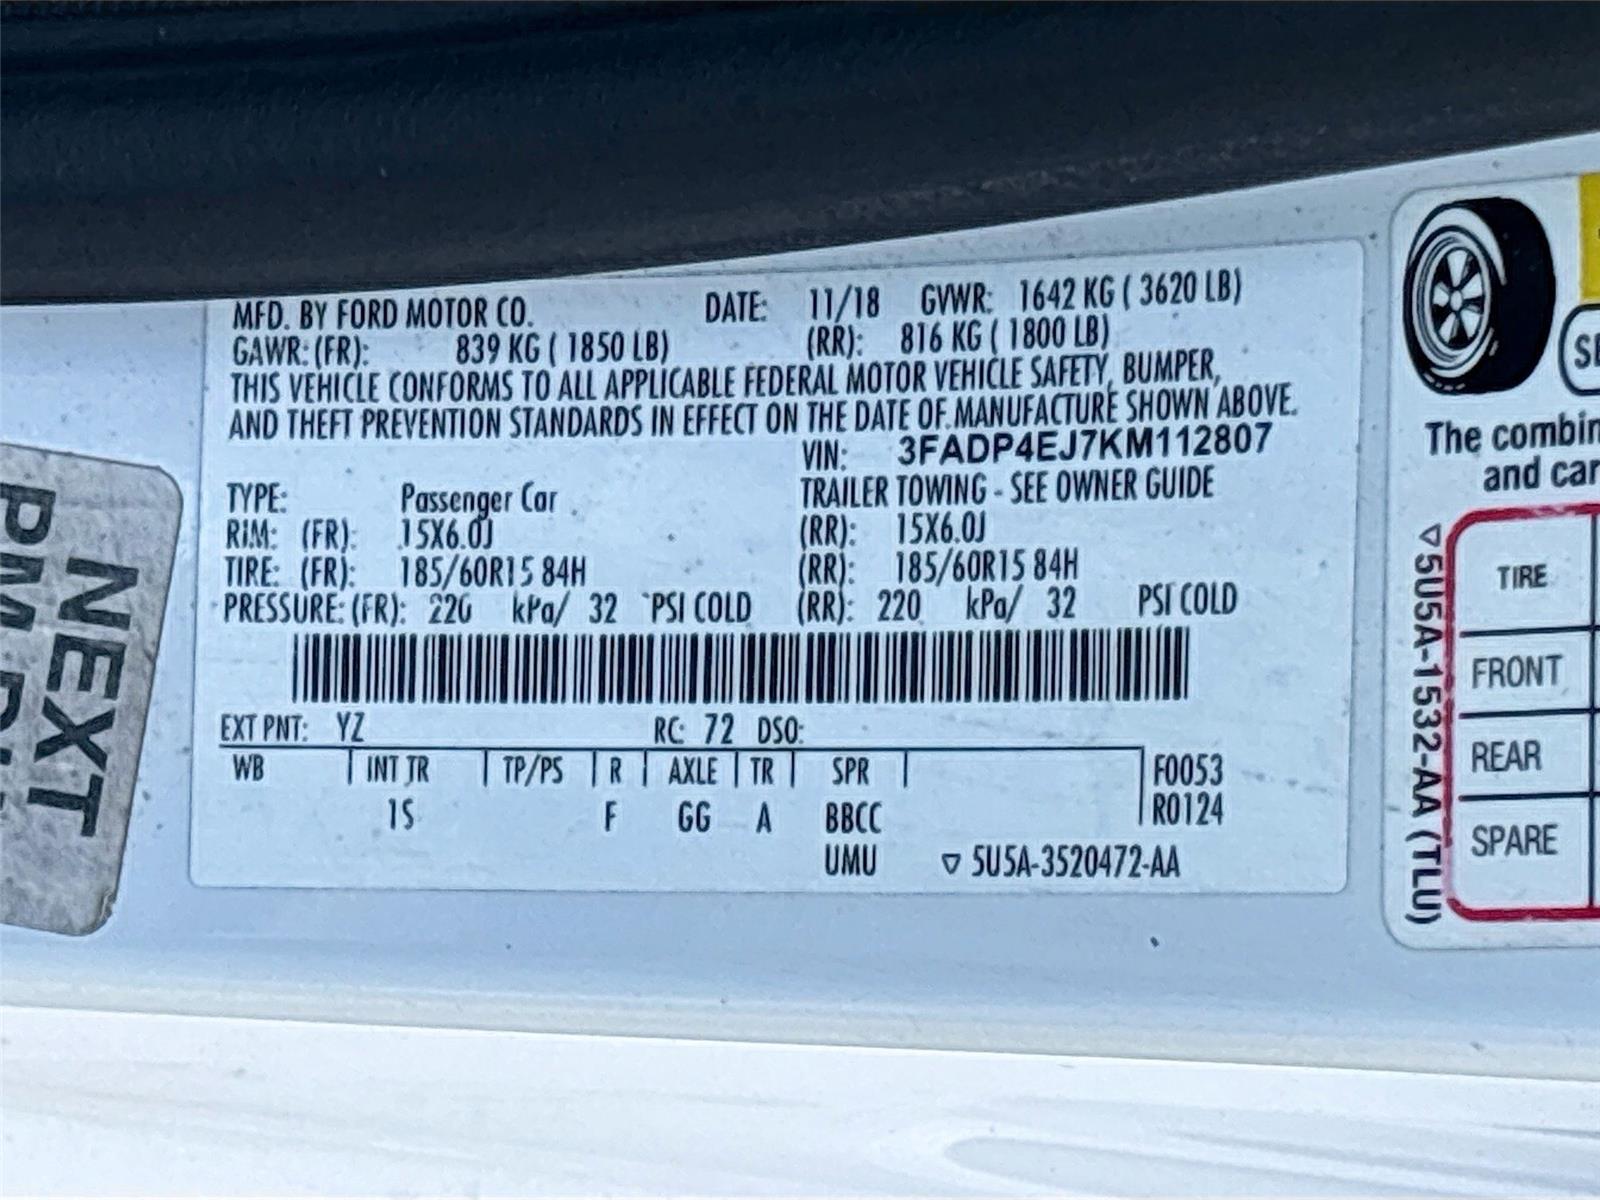 MFD. BY FORD MOTOR CO. DATE: 11/18 GVWR: 1642 KG ( 3620 LB)
GAWR: (FR): 839 KG ( 1850 LB) (RR): 816 KG ( 1800 LB)
THIS VEHICLE CONFORMS TO ALL APPLICABLE FEDERAL MOTOR VEHICLE SAFETY, BUMPER,
AND THEFT PREVENTION STANDARDS IN EFFECT ON THE DATE OF MANUFACTURE SHOWN ABOVE.
VIN: 3FADP4EJ7KM112807
TYPE: Passenger Car TRAILER TOWING - SEE OWNER GUIDE
RIM: (FR): 15X6.0J (RR): 15X6.0J
TIRE: (FR): 185/60R15 84H (RR): 185/60R15 84H
PRESSURE: (FR): 220 kPa/ 32 PSI COLD (RR): 220 kPa/ 32 PSI COLD
EXT PNT: YZ RC: 72 DSO:
WB INT TR TP/PS R AXLE TR SPR F0053
1S F GG A BBCC R0124
UMU ▽ 5U5A-3520472-AA
NEXT
The combin
and car
TIRE
FRONT
REAR
SPARE
▽5U5A-1532-AA (TLU)